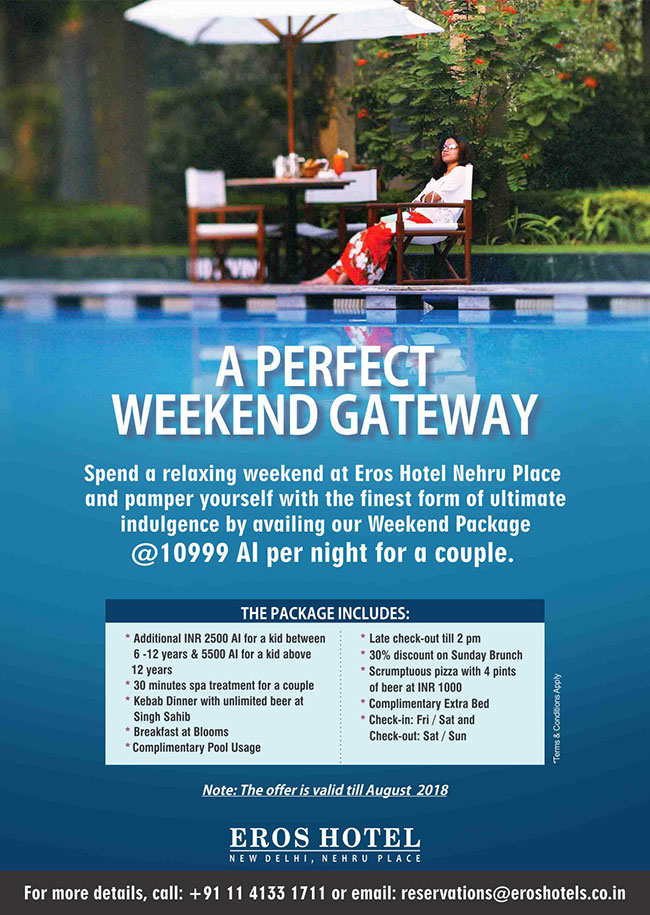 A PERFECT
WEEKEND GATEWAY
Spend a relaxing weekend at Eros Hotel Nehru Place
and pamper yourself with the finest form of ultimate
indulgence by availing our Weekend Package
@10999 AI per night for a couple.
THE PACKAGE INCLUDES:
* Additional INR 2500 AI for a kid between
6 -12 years & 5500 AI for a kid above
12 years
* 30 minutes spa treatment for a couple
* Kebab Dinner with unlimited beer at
Singh Sahib
* Breakfast at Blooms
* Complimentary Pool Usage
* Late check-out till 2 pm
* 30% discount on Sunday Brunch
* Scrumptuous pizza with 4 pints
of beer at INR 1000
* Complimentary Extra Bed
* Check-in: Fri / Sat and
Check-out: Sat / Sun
*Terms & Conditions Apply
Note: The offer is valid till August 2018
EROS HOTEL
NEW DELHI, NEHRU PLACE
For more details, call: +91 11 4133 1711 or email: reservations@eroshotels.co.in